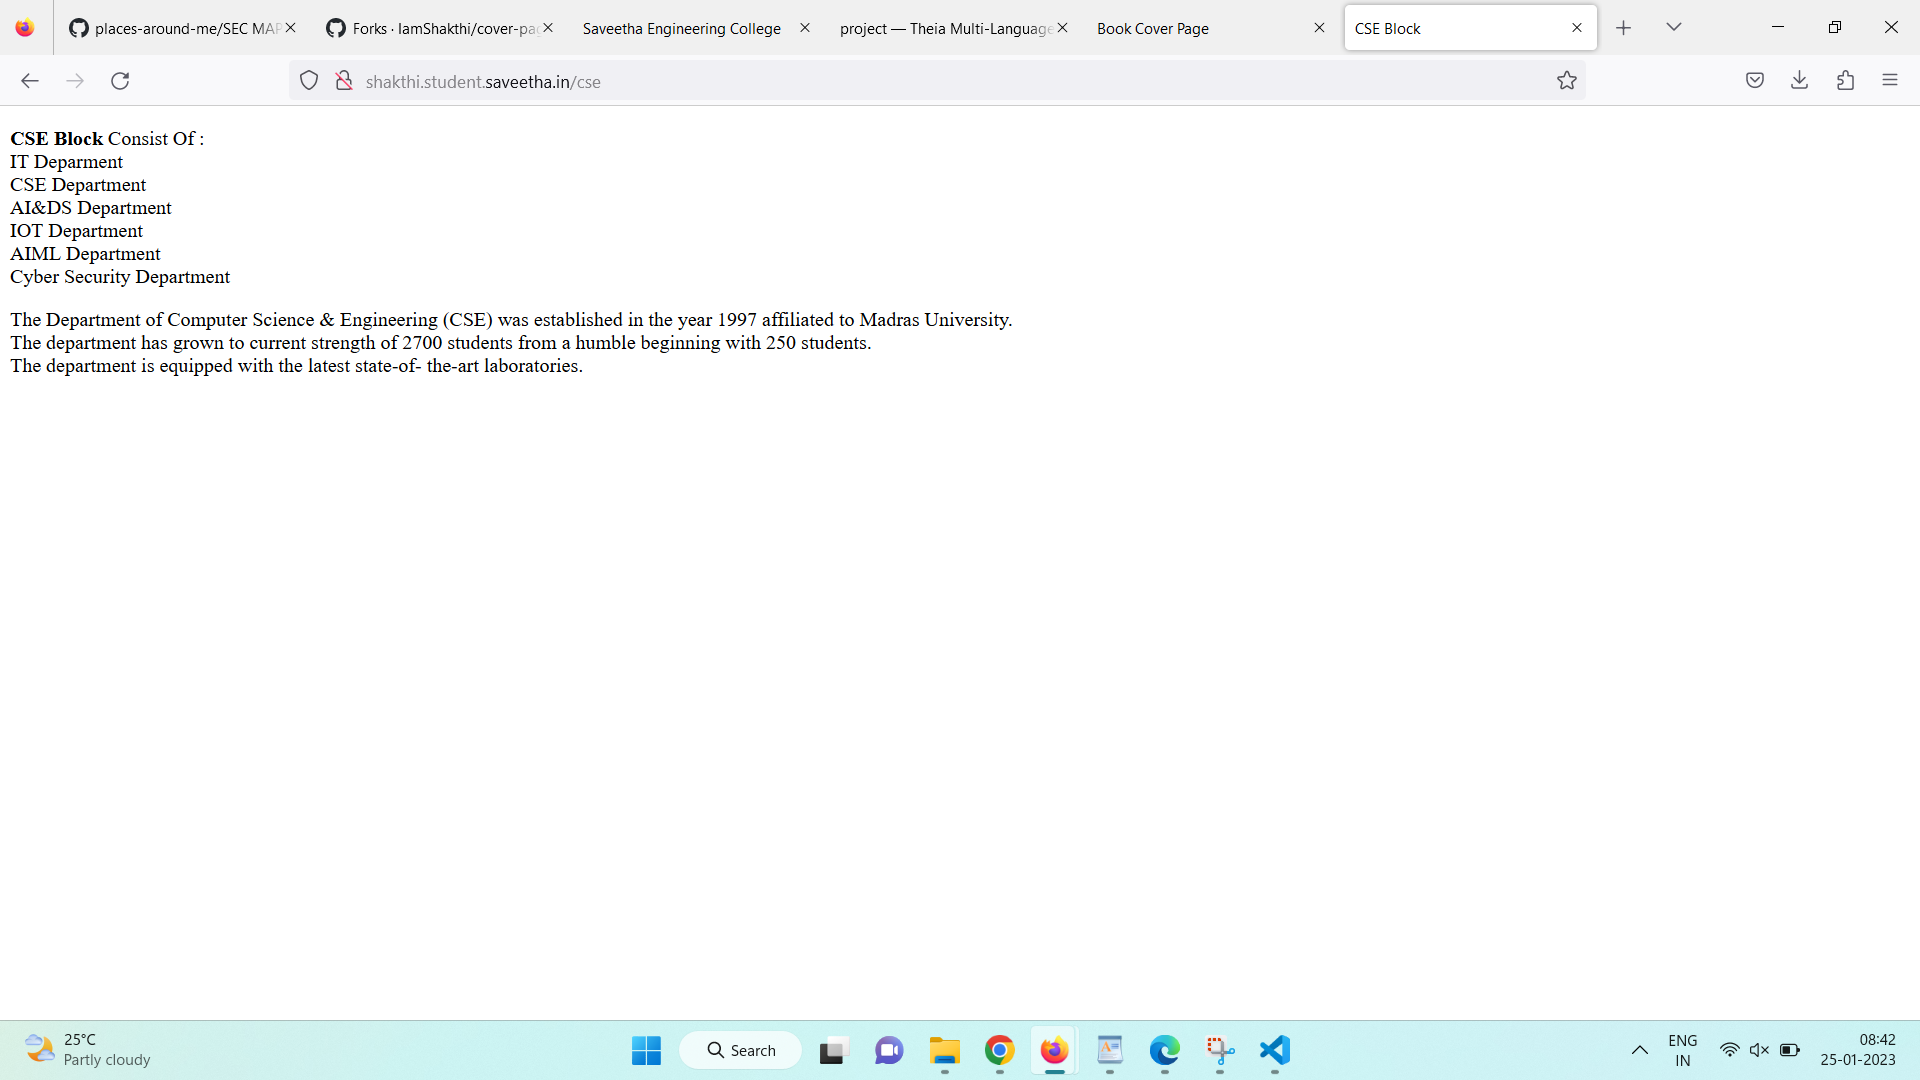 places-around-me/SEC MAP
Forks · IamShakthi/cover-pa
Saveetha Engineering College
project — Theia Multi-Language
Book Cover Page
CSE Block
shakthi.student.saveetha.in/cse
CSE Block Consist Of :
IT Deparment
CSE Department
AI&DS Department
IOT Department
AIML Department
Cyber Security Department
The Department of Computer Science & Engineering (CSE) was established in the year 1997 affiliated to Madras University.
The department has grown to current strength of 2700 students from a humble beginning with 250 students.
The department is equipped with the latest state-of- the-art laboratories.
25°C
Partly cloudy
Search
ENG
IN
08:42
25-01-2023